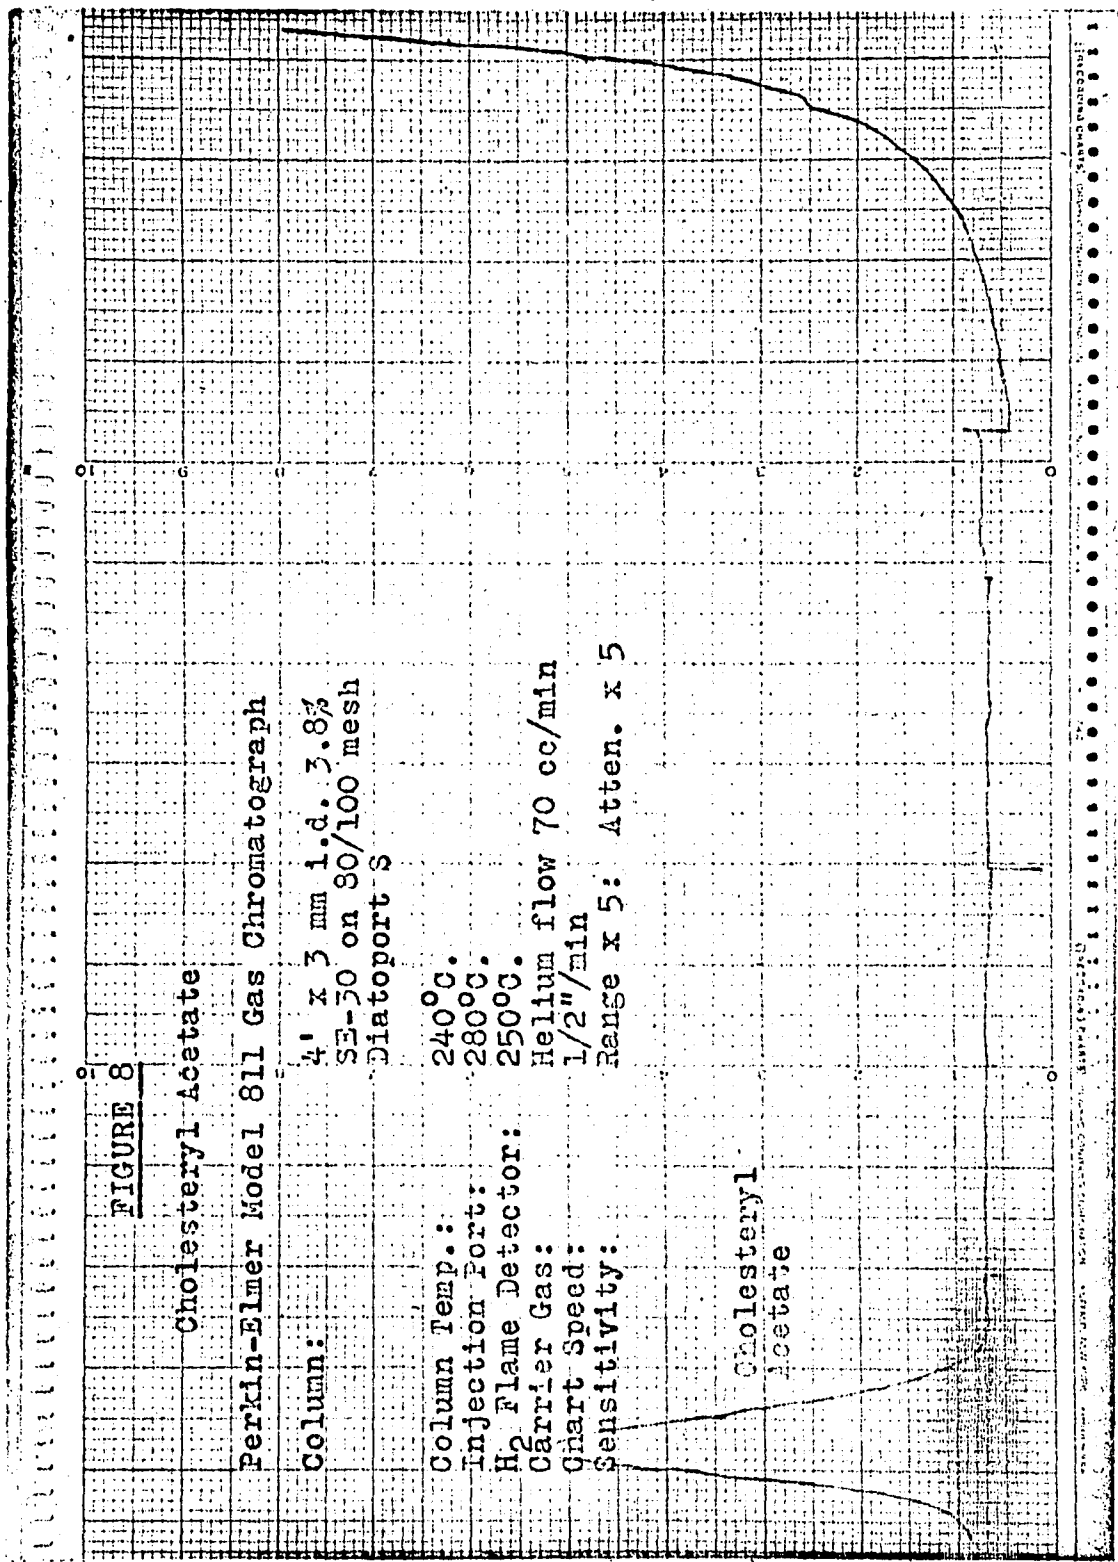 FIGURE 8
Cholesteryl Acetate
Perkin-Elmer Model 811 Gas Chromatograph
Column: 4' x 3 mm i.d. 3.8%
SE-30 on 80/100 mesh
Diatoport S
Column Temp.: 240°C.
Injection Port: 280°C.
H2 Flame Detector: 250°C.
Carrier Gas: Helium flow 70 cc/min
Chart Speed: 1/2"/min
Sensitivity: Range x 5: Atten. x 5
Cholesteryl
Acetate